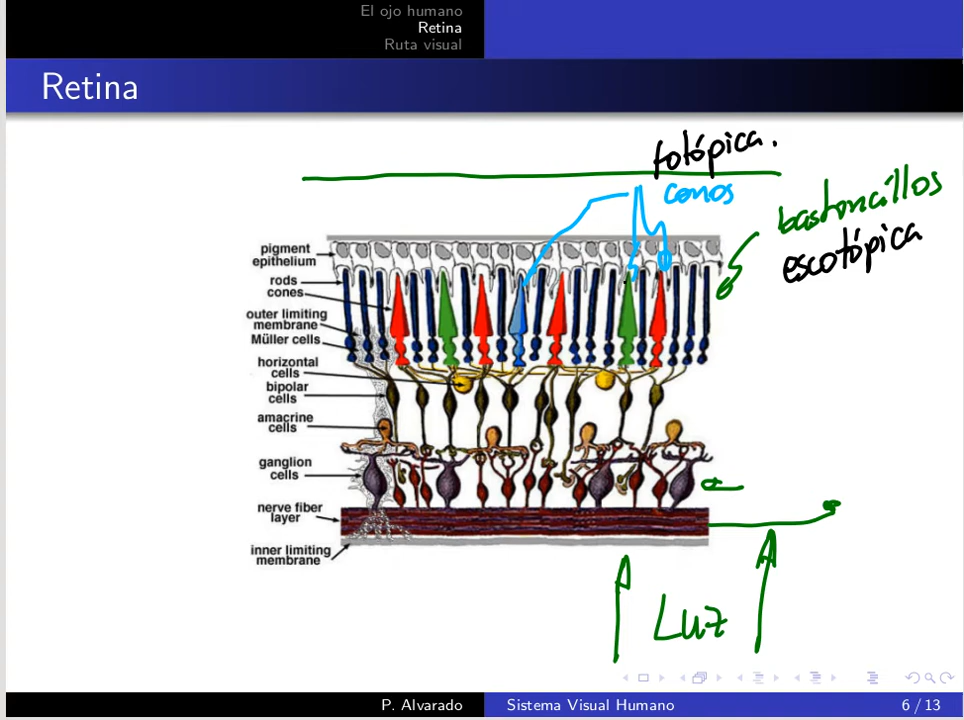 El ojo humano
Retina
Ruta visual
Retina
fotópica.
conos
bastoncillos
escotópica
pigment
epithelium
rods
cones
outer limiting
membrane
Müller cells
horizontal
cells
bipolar
cells
amacrine
cells
ganglion
cells
nerve fiber
layer
inner limiting
membrane
Luz
P. Alvarado
Sistema Visual Humano
6 / 13